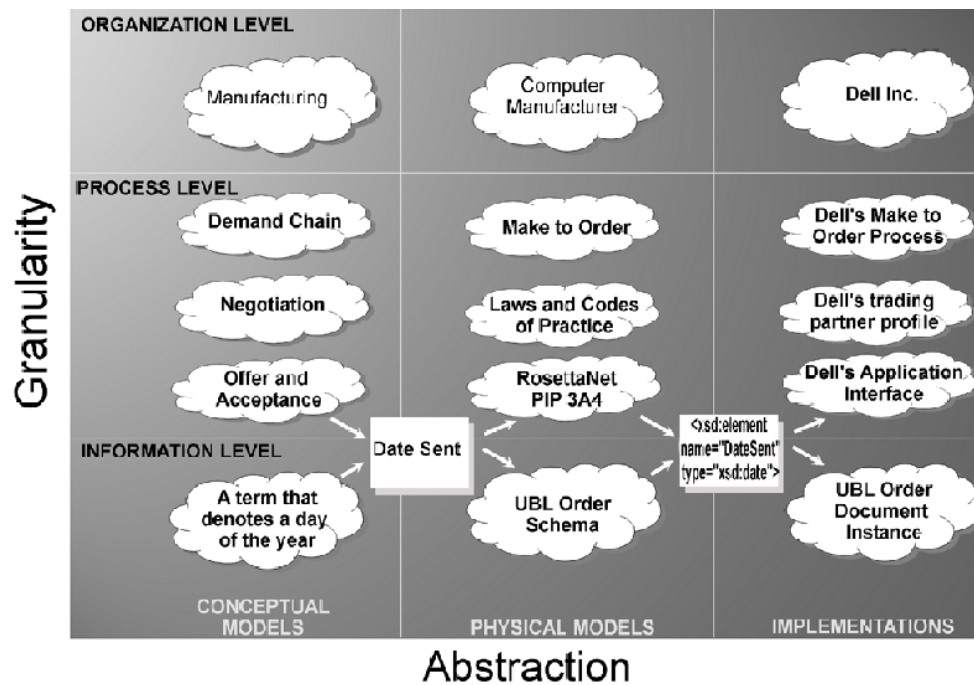 ORGANIZATION LEVEL
Manufacturing
Computer
Manufacturer
Dell Inc.
PROCESS LEVEL
Demand Chain
Make to Order
Dell's Make to
Order Process
Negotiation
Laws and Codes
of Practice
Dell's trading
partner profile
Offer and
Acceptance
RosettaNet
PIP 3A4
Dell's Application
Interface
Date Sent
<xsd:element
name="DateSent"
type="xsd:date">
INFORMATION LEVEL
A term that
denotes a day
of the year
UBL Order
Schema
UBL Order
Document
Instance
CONCEPTUAL
MODELS
PHYSICAL MODELS
IMPLEMENTATIONS
Granularity
Abstraction